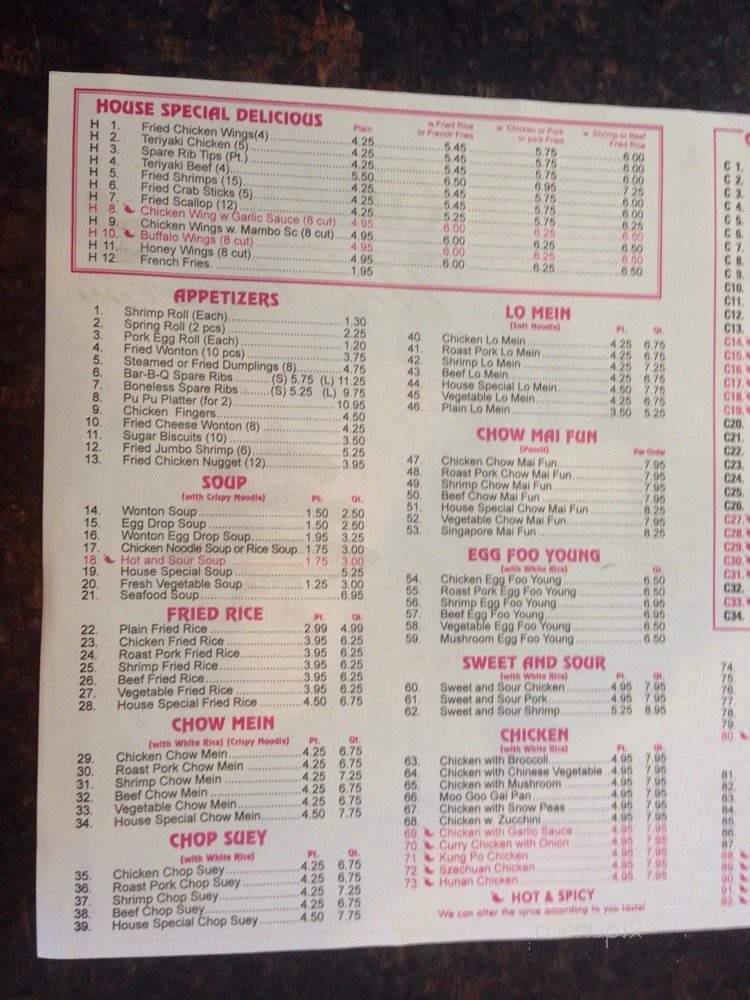 HOUSE SPECIAL DELICIOUS
Plain w. Fried Rice or French Fries w. Chicken or Pork or pork Fried w. Shrimp or Beef Fried Rice
H 1. Fried Chicken Wings(4) 4.25 5.45 5.75 6.00
H 2. Teriyaki Chicken (5) 4.25 5.45 5.75 6.00
H 3. Spare Rib Tips (Pt.) 4.25 5.45 5.75 6.00
H 4. Teriyaki Beef (4) 5.50 6.50 6.95 7.25
H 5. Fried Shrimps (15) 4.25 5.45 5.75 6.00
H 6. Fried Crab Sticks (5) 4.25 5.45 5.75 6.00
H 7. Fried Scallop (12) 4.25 5.25 5.75 6.00
H 8. Chicken Wing w.Garlic Sauce (8 cut) 4.95 6.00 6.25 6.50
H 9. Chicken Wings w. Mambo Sc (8 cut) 4.95 6.00 6.25 6.50
H 10. Buffalo Wings (8 cut) 4.95 6.00 6.25 6.50
H 11. Honey Wings (8 cut) 4.95 6.00 6.25 6.50
H 12. French Fries 1.95
APPETIZERS
1. Shrimp Roll (Each) 1.30
2. Spring Roll (2 pcs) 2.25
3. Pork Egg Roll (Each) 1.20
4. Fried Wonton (10 pcs) 3.75
5. Steamed or Fried Dumplings (8) 4.75
6. Bar-B-Q Spare Ribs (S) 5.75 (L) 11.25
7. Boneless Spare Ribs (S) 5.25 (L) 9.75
8. Pu Pu Platter (for 2) 10.95
9. Chicken Fingers 4.50
10. Fried Cheese Wonton (8) 4.25
11. Sugar Biscuits (10) 3.50
12. Fried Jumbo Shrimp (6) 5.25
13. Fried Chicken Nugget (12) 3.95
SOUP
(with Crispy Noodle) Pt. Qt.
14. Wonton Soup 1.50 2.50
15. Egg Drop Soup 1.50 2.50
16. Wonton Egg Drop Soup 1.95 3.25
17. Chicken Noodle Soup or Rice Soup 1.75 3.00
18. Hot and Sour Soup 1.75 3.00
19. House Special Soup 5.25
20. Fresh Vegetable Soup 1.25 3.00
21. Seafood Soup 6.95
FRIED RICE Pt. Qt.
22. Plain Fried Rice 2.99 4.99
23. Chicken Fried Rice 3.95 6.25
24. Roast Pork Fried Rice 3.95 6.25
25. Shrimp Fried Rice 3.95 6.25
26. Beef Fried Rice 3.95 6.25
27. Vegetable Fried Rice 3.95 6.25
28. House Special Fried Rice 4.50 6.75
CHOW MEIN
(with White Rice) (Crispy Noodle) Pt. Qt.
29. Chicken Chow Mein 4.25 6.75
30. Roast Pork Chow Mein 4.25 6.75
31. Shrimp Chow Mein 4.25 7.25
32. Beef Chow Mein 4.25 6.75
33. Vegetable Chow Mein 4.25 6.75
34. House Special Chow Mein 4.50 7.75
CHOP SUEY
(with White Rice) Pt. Qt.
35. Chicken Chop Suey 4.25 6.75
36. Roast Pork Chop Suey 4.25 6.75
37. Shrimp Chop Suey 4.25 7.25
38. Beef Chop Suey 4.25 6.75
39. House Special Chop Suey 4.50 7.75
LO MEIN
(Soft Noodle) Pt. Qt.
40. Chicken Lo Mein 4.25 6.75
41. Roast Pork Lo Mein 4.25 6.75
42. Shrimp Lo Mein 4.25 7.25
43. Beef Lo Mein 4.25 6.75
44. House Special Lo Mein 4.50 7.75
45. Vegetable Lo Mein 4.25 6.75
46. Plain Lo Mein 3.50 5.25
CHOW MAI FUN
Per Order
47. Chicken Chow Mai Fun 7.95
48. Roast Pork Chow Mai Fun 7.95
49. Shrimp Chow Mai Fun 7.95
50. Beef Chow Mai Fun 7.95
51. House Special Chow Mai Fun 8.25
52. Vegetable Chow Mai Fun 7.95
53. Singapore Mai Fun 8.25
EGG FOO YOUNG
(with White Rice)
54. Chicken Egg Foo Young 6.50
55. Roast Pork Egg Foo Young 6.50
56. Shrimp Egg Foo Young 6.95
57. Beef Egg Foo Young 6.95
58. Vegetable Egg Foo Young 6.50
59. Mushroom Egg Foo Young 6.50
SWEET AND SOUR
(with White Rice) Pt. Qt.
60. Sweet and Sour Chicken 4.95 7.95
61. Sweet and Sour Pork 4.95 7.95
62. Sweet and Sour Shrimp 5.25 8.95
CHICKEN
(with White Rice) Pt. Qt.
63. Chicken with Broccoli 4.95 7.95
64. Chicken with Chinese Vegetable 4.95 7.95
65. Chicken with Mushroom 4.95 7.95
66. Moo Goo Gai Pan 4.95 7.95
67. Chicken with Snow Peas 4.95 7.95
68. Chicken w. Zucchini 4.95 7.95
69. Chicken with Garlic Sauce 4.95 7.95
70. Curry Chicken with Onion 4.95 7.95
71. Kung Po Chicken 4.95 7.95
72. Szechuan Chicken 4.95 7.95
73. Hunan Chicken 4.95 7.95
HOT & SPICY
We can alter the spice according to you taste!
C 1.
C 2.
C 3.
C 4.
C 5.
C 6.
C 7.
C 8.
C 9.
C10.
C11.
C12.
C13.
C14.
C15.
C16.
C17.
C18.
C19.
C20.
C21.
C22.
C23.
C24.
C25.
C26.
C27.
C28.
C29.
C30.
C31.
C32.
C33.
C34.
74.
75.
76.
77.
78.
79.
80.
81.
82.
83.
84.
85.
86.
87.
88.
89.
90.
91.
92.
menupix